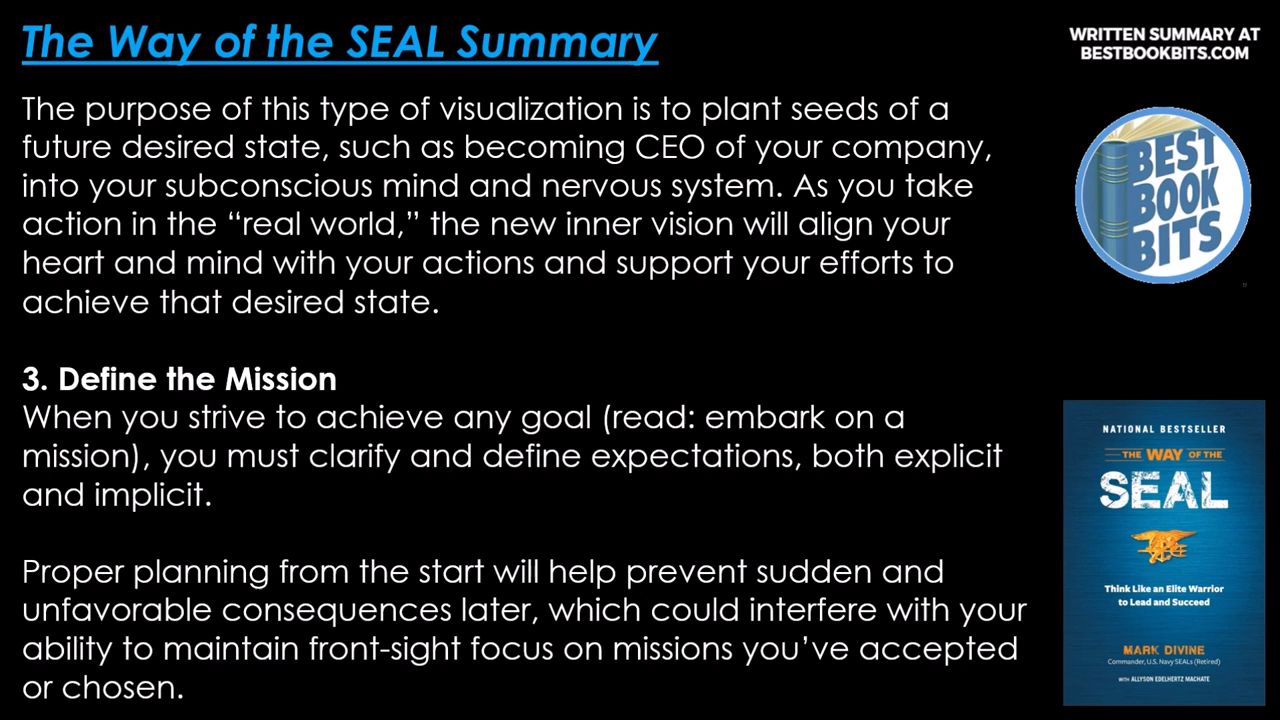 The Way of the SEAL Summary
WRITTEN SUMMARY AT
BESTBOOKBITS.COM
The purpose of this type of visualization is to plant seeds of a
future desired state, such as becoming CEO of your company,
into your subconscious mind and nervous system. As you take
action in the “real world,” the new inner vision will align your
heart and mind with your actions and support your efforts to
achieve that desired state.
BEST
BOOK
BITS
3. Define the Mission
When you strive to achieve any goal (read: embark on a
mission), you must clarify and define expectations, both explicit
and implicit.
Proper planning from the start will help prevent sudden and
unfavorable consequences later, which could interfere with your
ability to maintain front-sight focus on missions you’ve accepted
or chosen.
NATIONAL BESTSELLER
THE WAY OF THE
SEAL
Think Like an Elite Warrior
to Lead and Succeed
MARK DIVINE
Commander, U.S. Navy SEALs (Retired)
WITH ALLYSON EDELHERTZ MACHATE